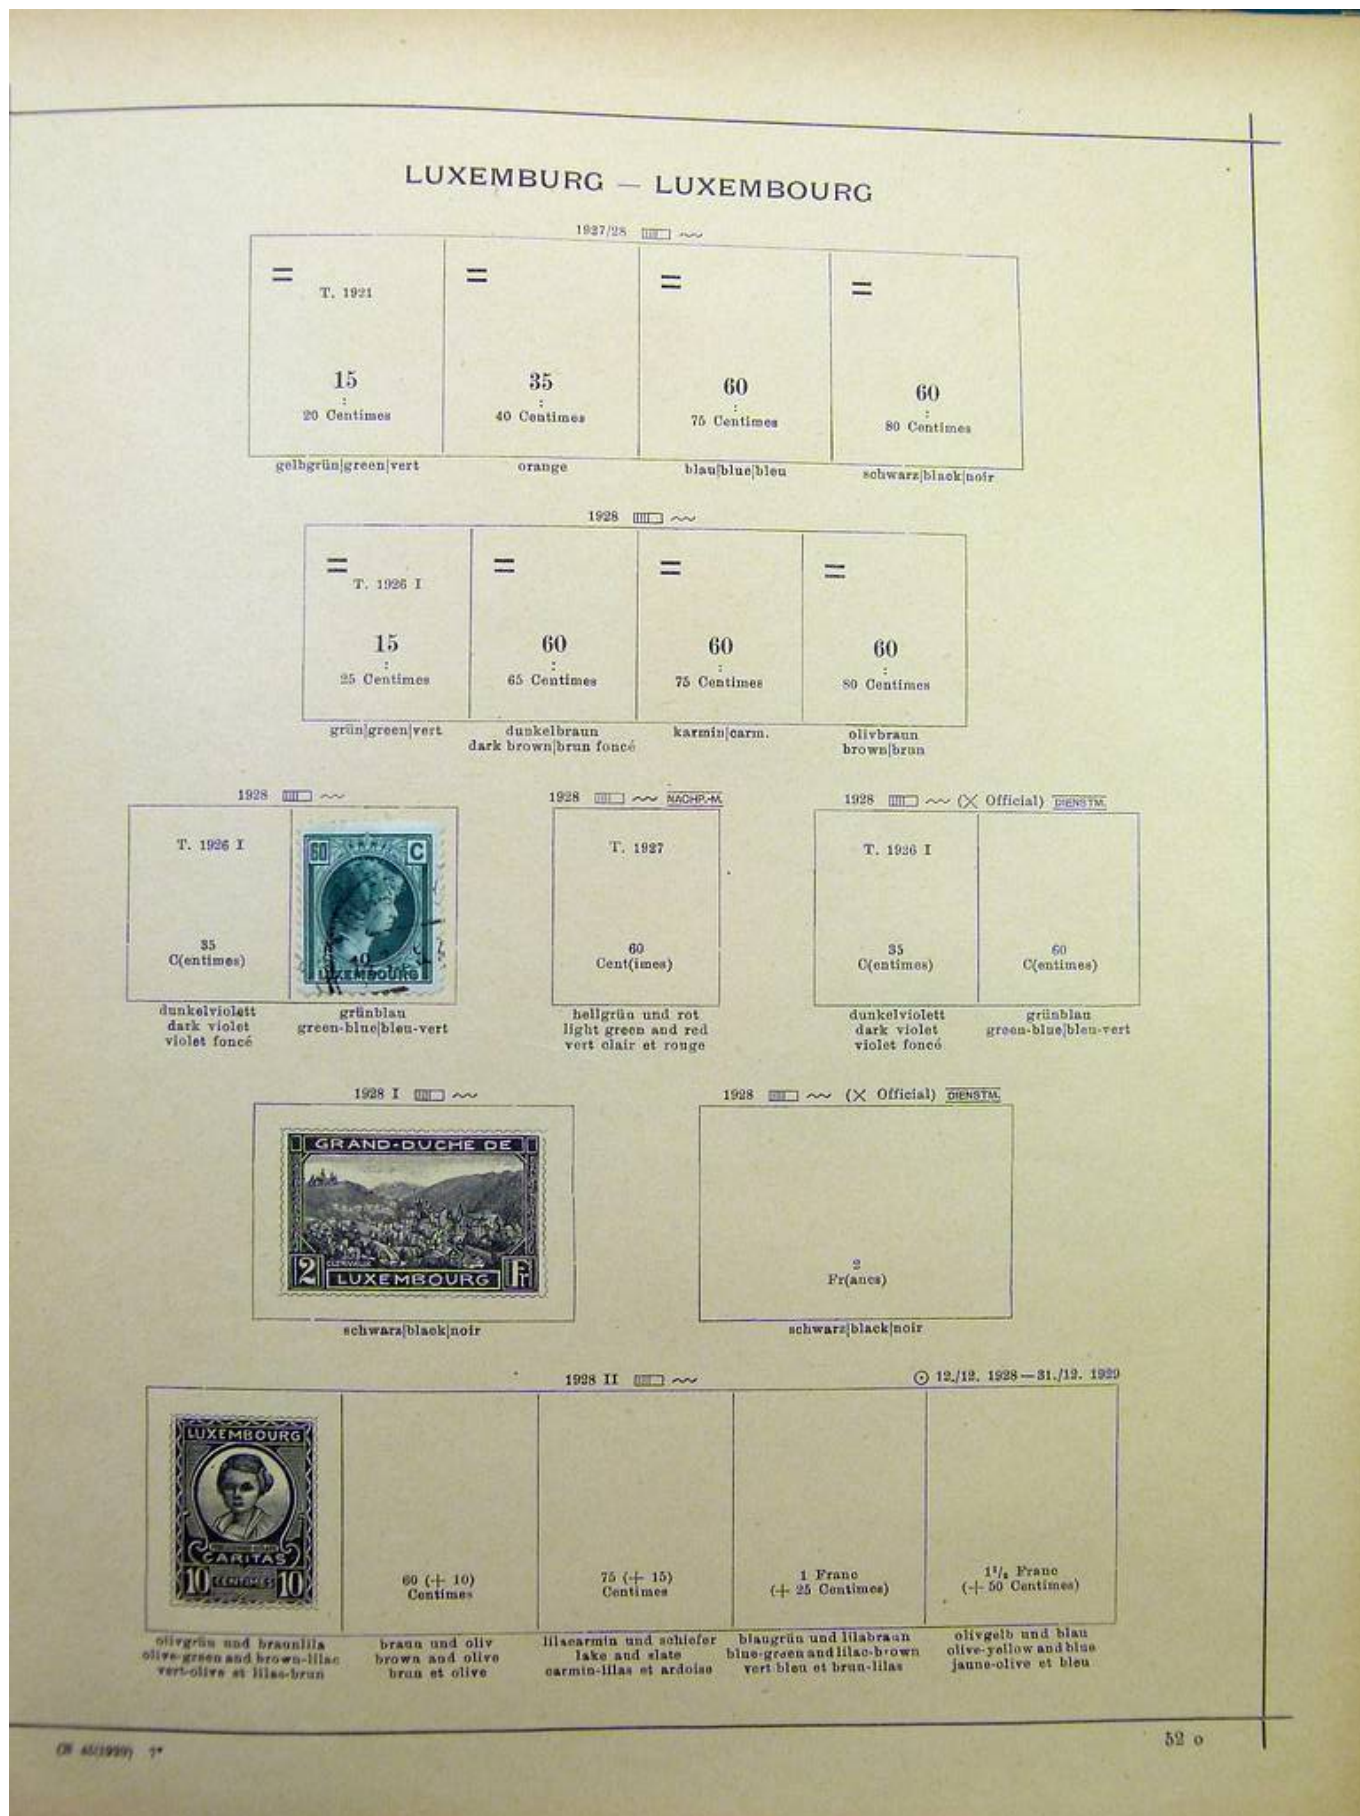 LUXEMBURG — LUXEMBOURG
1927/28
T. 1921
15
:
20 Centimes
35
:
40 Centimes
60
:
75 Centimes
60
:
80 Centimes
gelbgrün|green|vert
orange
blau|blue|bleu
schwarz|black|noir
1928
T. 1926 I
15
:
25 Centimes
60
:
65 Centimes
60
:
75 Centimes
60
:
80 Centimes
grün|green|vert
dunkelbraun
dark brown|brun foncé
karmin|carm.
olivbraun
brown|brun
1928
T. 1926 I
35
C(entimes)
60 C
LUXEMBOURG
dunkelviolett
dark violet
violet foncé
grünblau
green-blue|bleu-vert
1928 NACHP.-M.
T. 1927
60
Cent(imes)
hellgrün und rot
light green and red
vert clair et rouge
1928 (X Official) DIENSTM.
T. 1926 I
35
C(entimes)
60
C(entimes)
dunkelviolett
dark violet
violet foncé
grünblau
green-blue|bleu-vert
1928 I
GRAND-DUCHE DE
CLERVAUX
2 LUXEMBOURG Fr
schwarz|black|noir
1928 (X Official) DIENSTM.
2
Fr(ancs)
schwarz|black|noir
1928 II
12./12. 1928—31./12. 1929
LUXEMBOURG
CARITAS
10 CENTIMES 10
60 (+ 10)
Centimes
75 (+ 15)
Centimes
1 Franc
(+ 25 Centimes)
1½ Franc
(+ 50 Centimes)
olivgrün und braunlila
olive-green and brown-lilac
vert-olive et lilas-brun
braun und oliv
brown and olive
brun et olive
lilacarmin und schiefer
lake and slate
carmin-lilas et ardoise
blaugrün und lilabraun
blue-green and lilac-brown
vert bleu et brun-lilas
olivgelb und blau
olive-yellow and blue
jaune-olive et bleu
7*
52 o